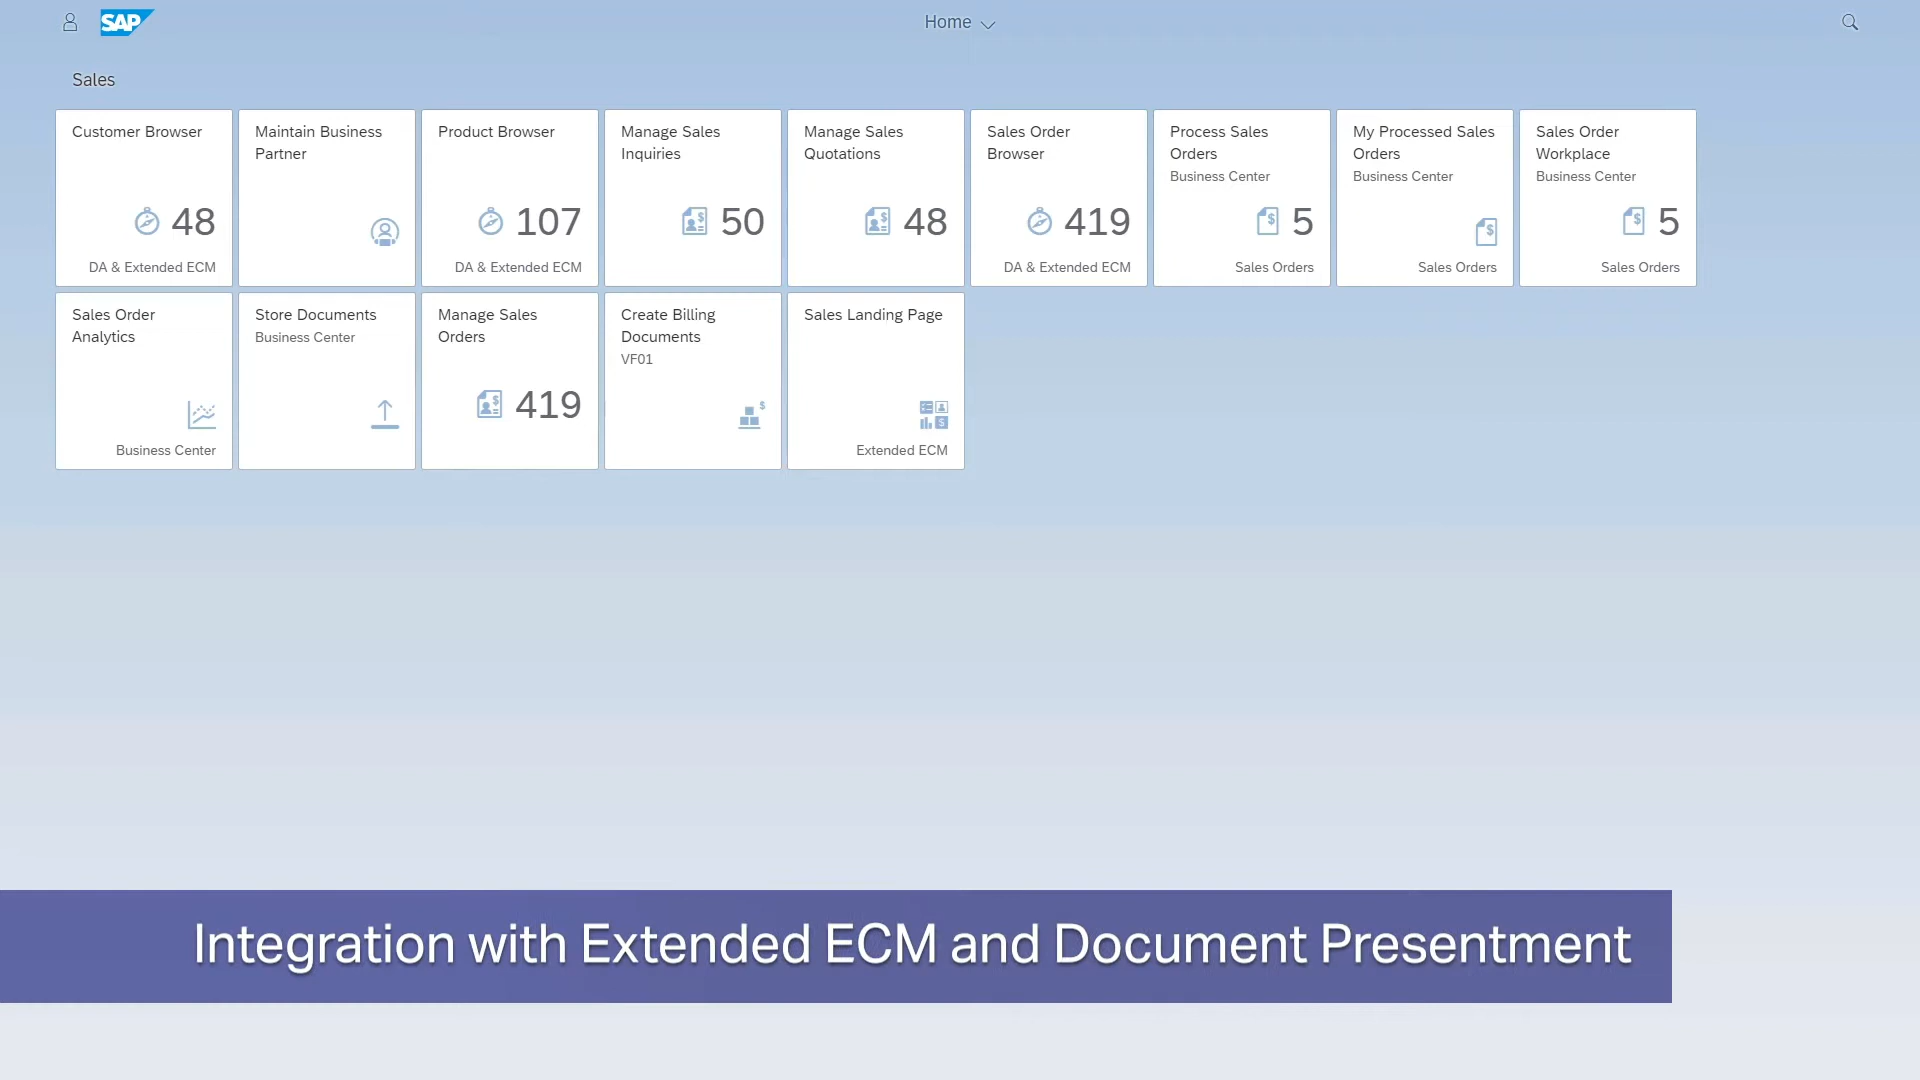 SAP
Home
Sales
Customer Browser
48
DA & Extended ECM
Maintain Business
Partner
Product Browser
107
DA & Extended ECM
Manage Sales
Inquiries
50
Manage Sales
Quotations
48
Sales Order
Browser
419
DA & Extended ECM
Process Sales
Orders
Business Center
5
Sales Orders
My Processed Sales
Orders
Business Center
Sales Orders
Sales Order
Workplace
Business Center
5
Sales Orders
Sales Order
Analytics
Business Center
Store Documents
Business Center
Manage Sales
Orders
419
Create Billing
Documents
VF01
Sales Landing Page
Extended ECM
Integration with Extended ECM and Document Presentment